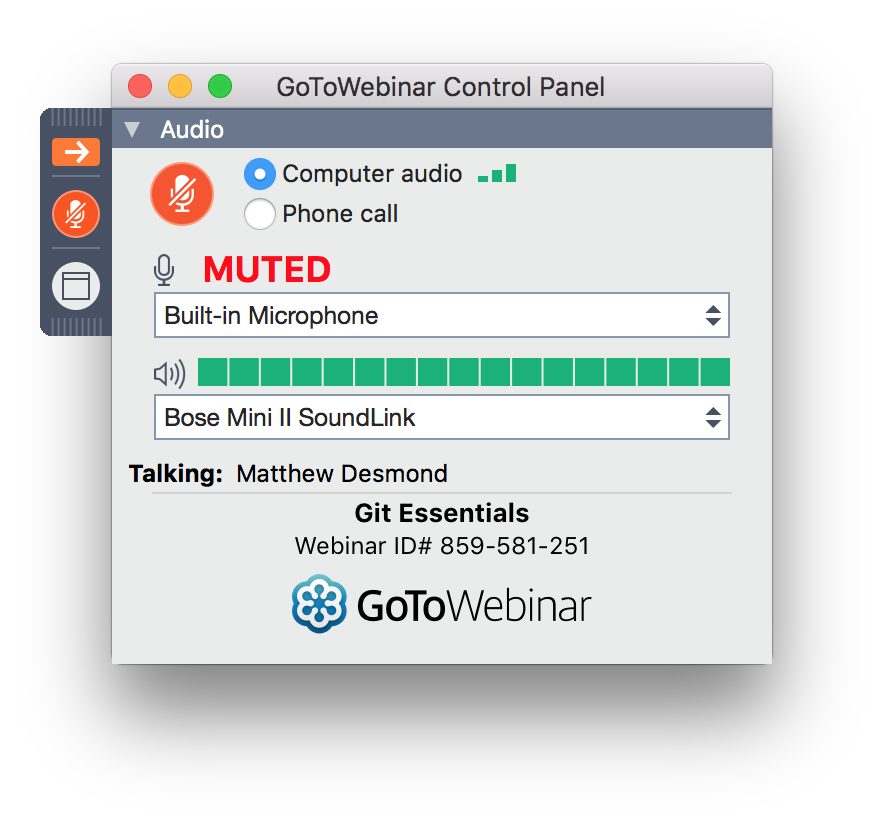 GoToWebinar Control Panel
Audio
Computer audio
Phone call
MUTED
Built-in Microphone
Bose Mini II SoundLink
Talking: Matthew Desmond
Git Essentials
Webinar ID# 859-581-251
GoToWebinar